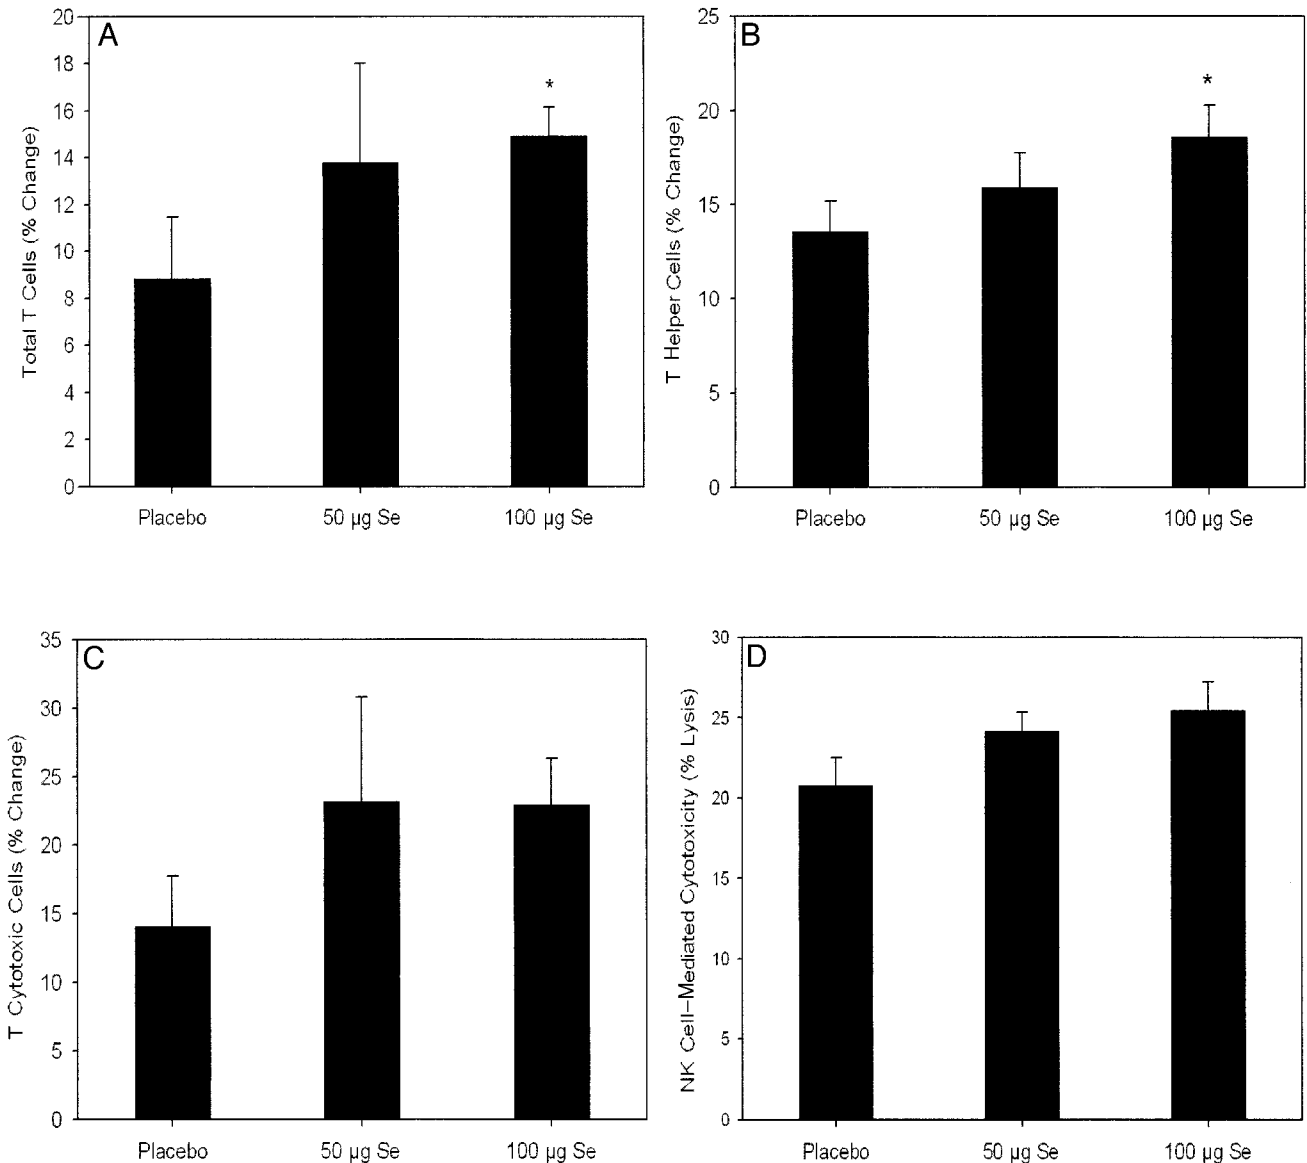 A
Total T Cells (% Change)
20
18
16
14
12
10
8
6
4
2
0
*
Placebo
50 µg Se
100 µg Se
B
T Helper Cells (% Change)
25
20
15
10
5
0
*
Placebo
50 µg Se
100 µg Se
C
T Cytotoxic Cells (% Change)
35
30
25
20
15
10
5
0
Placebo
50 µg Se
100 µg Se
D
NK Cell-Mediated Cytotoxicity (% Lysis)
30
25
20
15
10
5
0
Placebo
50 µg Se
100 µg Se